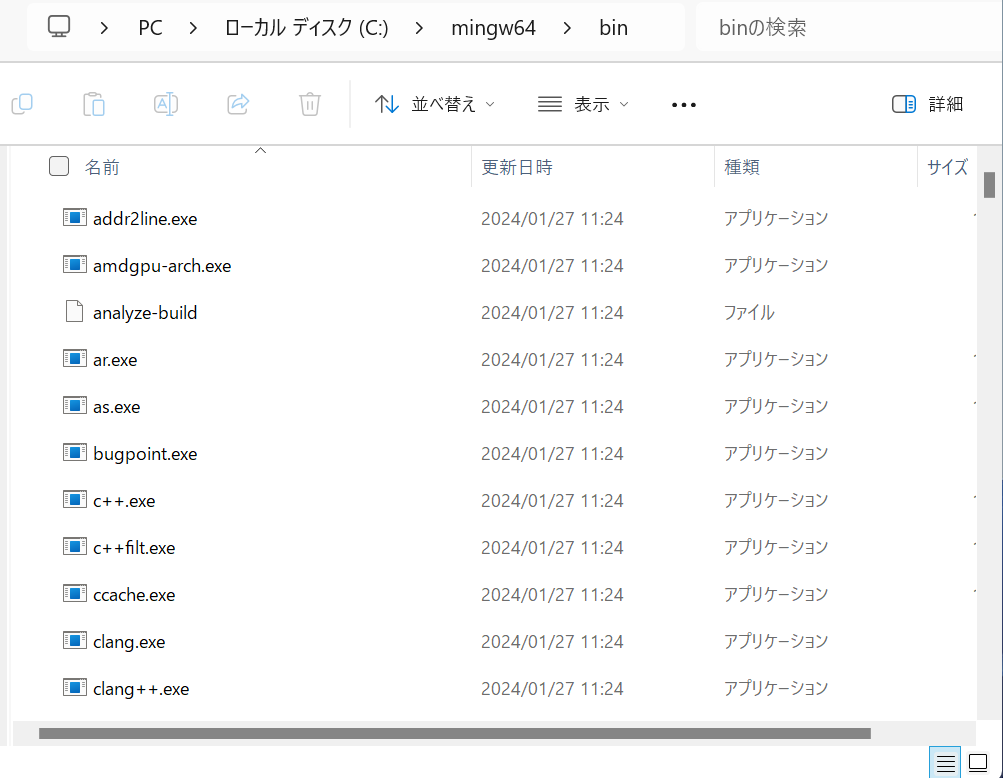 PC ローカル ディスク (C:) mingw64 bin binの検索
並べ替え 表示 詳細
名前 更新日時 種類 サイズ
addr2line.exe 2024/01/27 11:24 アプリケーション
amdgpu-arch.exe 2024/01/27 11:24 アプリケーション
analyze-build 2024/01/27 11:24 ファイル
ar.exe 2024/01/27 11:24 アプリケーション
as.exe 2024/01/27 11:24 アプリケーション
bugpoint.exe 2024/01/27 11:24 アプリケーション
c++.exe 2024/01/27 11:24 アプリケーション
c++filt.exe 2024/01/27 11:24 アプリケーション
ccache.exe 2024/01/27 11:24 アプリケーション
clang.exe 2024/01/27 11:24 アプリケーション
clang++.exe 2024/01/27 11:24 アプリケーション